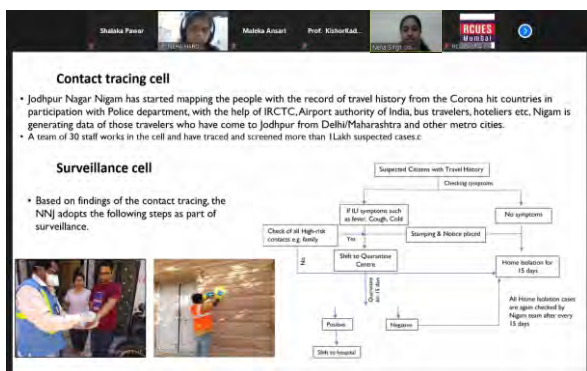 Shalaka Pawar
Maleka Ansari
Prof. KishorKad...
RCUES
MumBai
Contact tracing cell
• Jodhpur Nagar Nigam has started mapping the people with the record of travel history from the Corona hit countries in
participation with Police department, with the help of IRCTC, Airport authority of India, bus travelers, hoteliers etc. Nigam is
generating data of those travelers who have come to Jodhpur from Delhi/Maharashtra and other metro cities.
• A team of 30 staff works in the cell and have traced and screened more than 1Lakh suspected cases.c
Surveillance cell
• Based on findings of the contact tracing, the
NNJ adopts the following steps as part of
surveillance.
Suspected Citizens with Travel History
Checking symptoms
If ILI symptoms such
as fever, Cough, Cold
No symptoms
Check of all High-risk
contacts e.g. family
Yes
Stamping & Notice placed
No
Shift to Quarantine
Centre
Home Isolation for
15 days
Quarantine
for 15 days
Positive
Negative
All Home Isolation cases
are again checked by
Nigam team after every
15 days
Shift to hospital